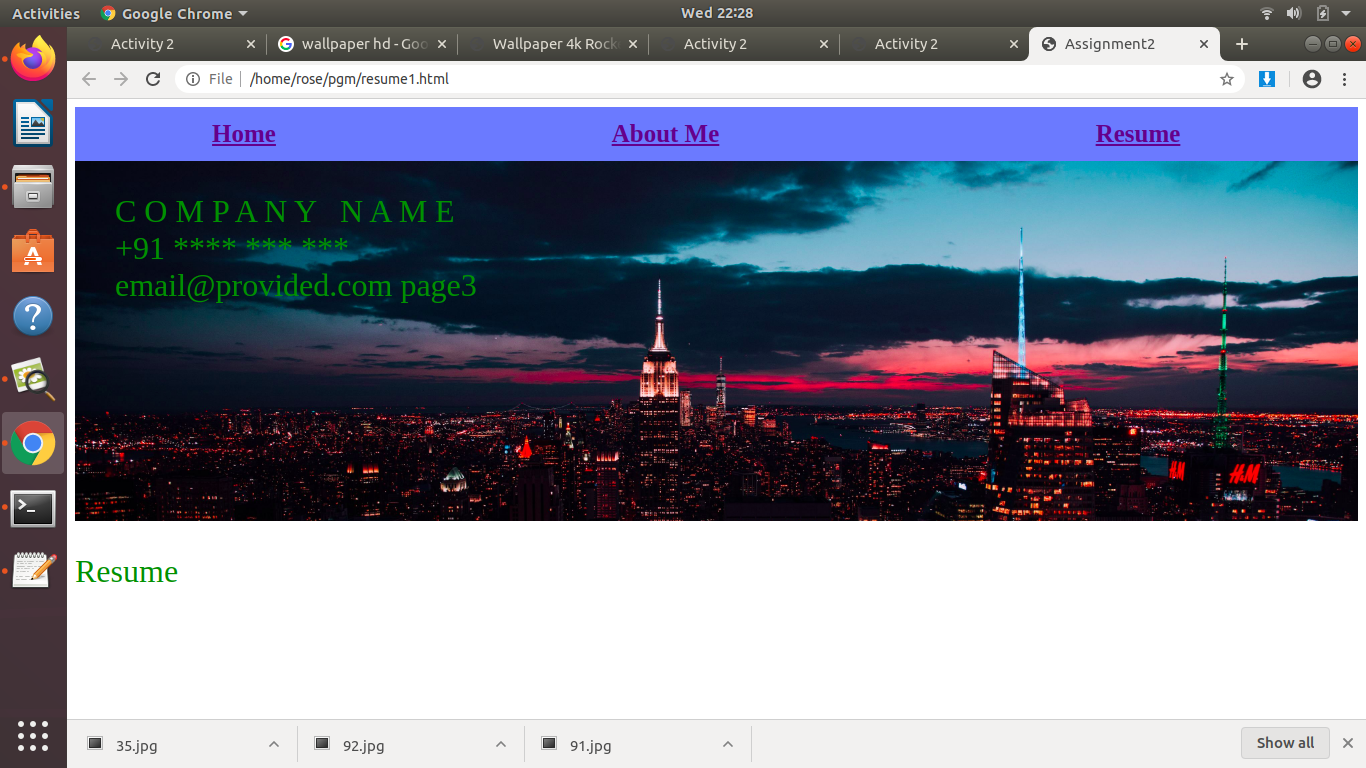 Activities Google Chrome Wed 22:28
Activity 2 wallpaper hd - Goo Wallpaper 4k Rock Activity 2 Activity 2 Assignment2
File /home/rose/pgm/resume1.html
Home About Me Resume
C O M P A N Y N A M E
+91 **** *** ***
email@provided.com page3
H&M H&M
Resume
35.jpg 92.jpg 91.jpg Show all